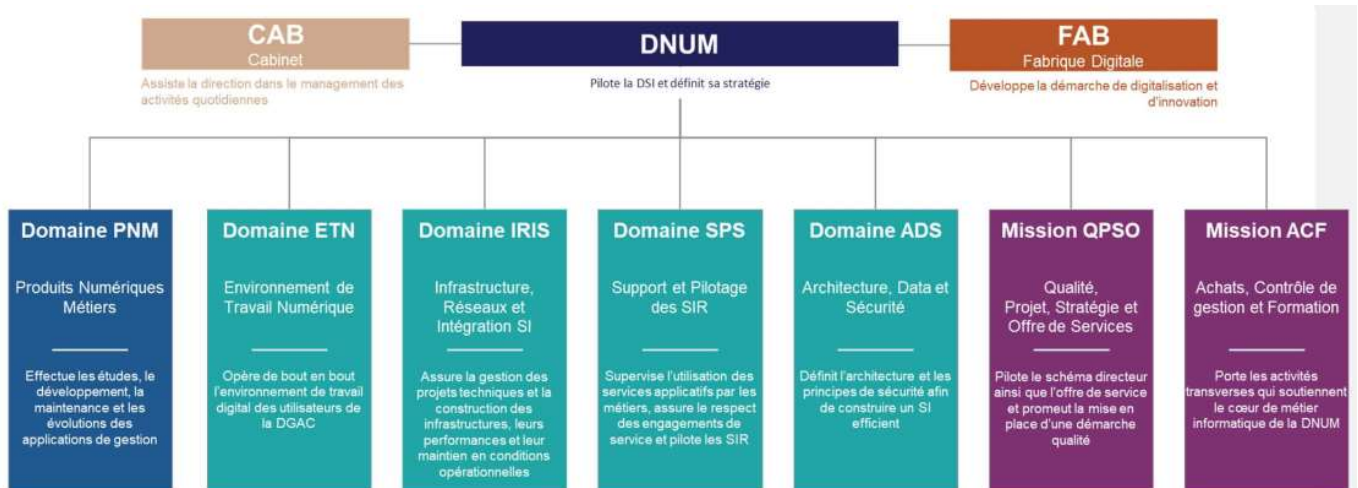 CAB
Cabinet
Assiste la direction dans le management des
activités quotidiennes
DNUM
Pilote la DSI et définit sa stratégie
FAB
Fabrique Digitale
Développe la démarche de digitalisation et
d'innovation
Domaine PNM
Produits Numériques
Métiers
Effectue les études, le
développement, la
maintenance et les
évolutions des
applications de gestion
Domaine ETN
Environnement de
Travail Numérique
Opère de bout en bout
l'environnement de travail
digital des utilisateurs de
la DGAC
Domaine IRIS
Infrastructure,
Réseaux et
Intégration SI
Assure la gestion des
projets techniques et la
construction des
infrastructures, leurs
performances et leur
maintien en conditions
opérationnelles
Domaine SPS
Support et Pilotage
des SIR
Supervise l'utilisation des
services applicatifs par les
métiers, assure le respect
des engagements de
service et pilote les SIR
Domaine ADS
Architecture, Data et
Sécurité
Définit l'architecture et les
principes de sécurité afin
de construire un SI
efficient
Mission QPSO
Qualité,
Projet, Stratégie et
Offre de Services
Pilote le schéma directeur
ainsi que l'offre de service
et promeut la mise en
place d'une démarche
qualité
Mission ACF
Achats, Contrôle de
gestion et Formation
Porte les activités
transverses qui soutiennent
le cœur de métier
informatique de la DNUM